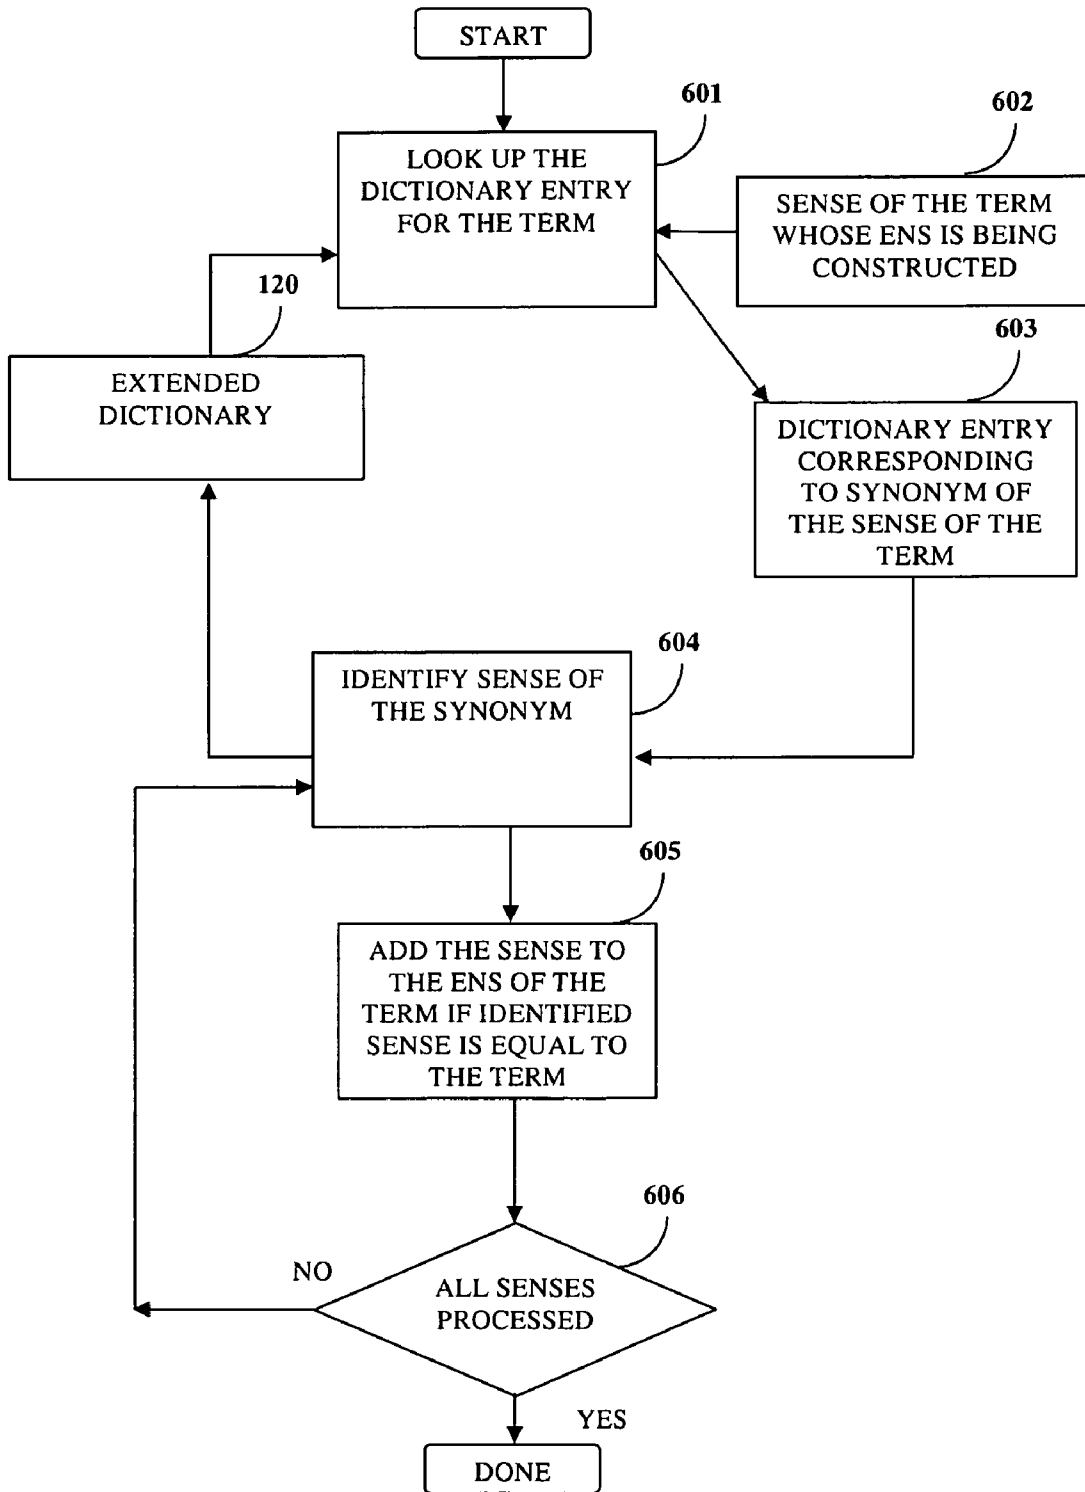 START
601
LOOK UP THE
DICTIONARY ENTRY
FOR THE TERM
602
SENSE OF THE TERM
WHOSE ENS IS BEING
CONSTRUCTED
120
EXTENDED
DICTIONARY
603
DICTIONARY ENTRY
CORRESPONDING
TO SYNONYM OF
THE SENSE OF THE
TERM
604
IDENTIFY SENSE OF
THE SYNONYM
605
ADD THE SENSE TO
THE ENS OF THE
TERM IF IDENTIFIED
SENSE IS EQUAL TO
THE TERM
606
NO
ALL SENSES
PROCESSED
YES
DONE